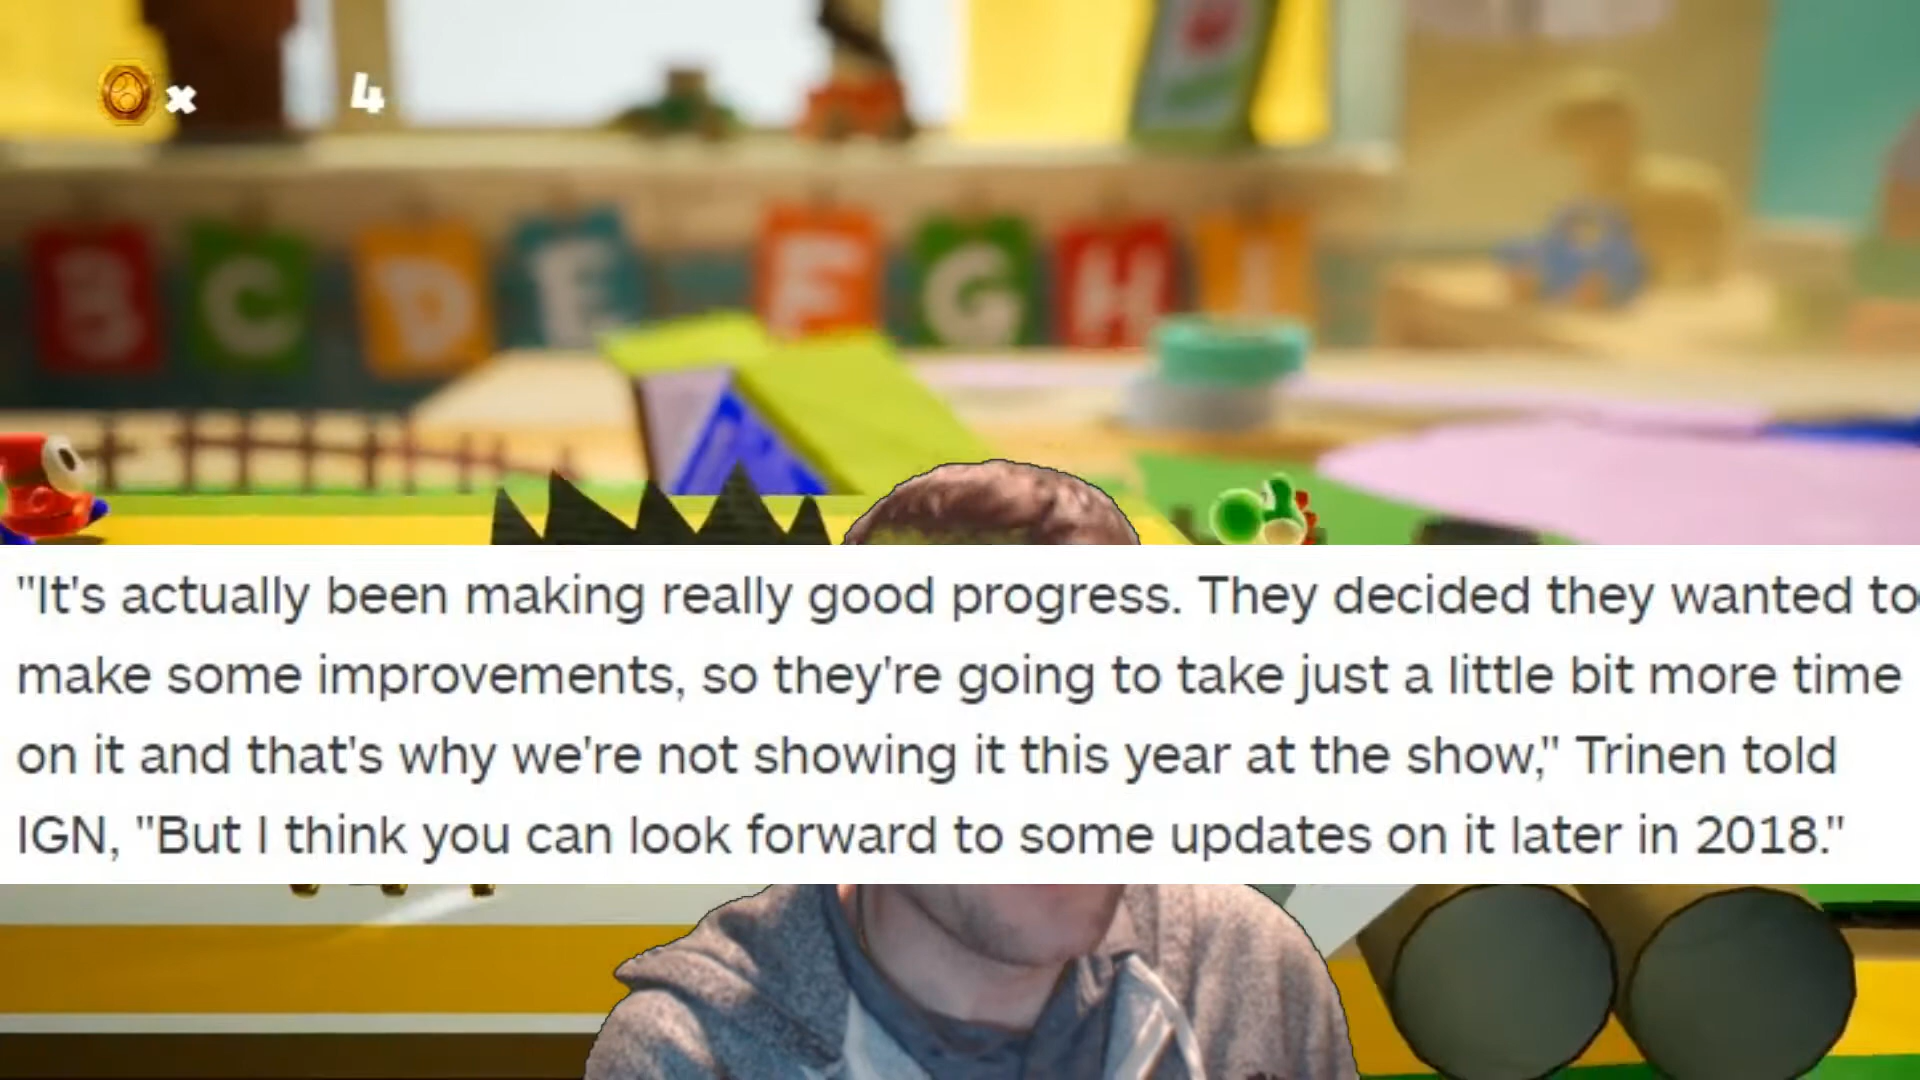 × 4
B C D E F G H I
"It's actually been making really good progress. They decided they wanted to
make some improvements, so they're going to take just a little bit more time
on it and that's why we're not showing it this year at the show," Trinen told
IGN, "But I think you can look forward to some updates on it later in 2018."